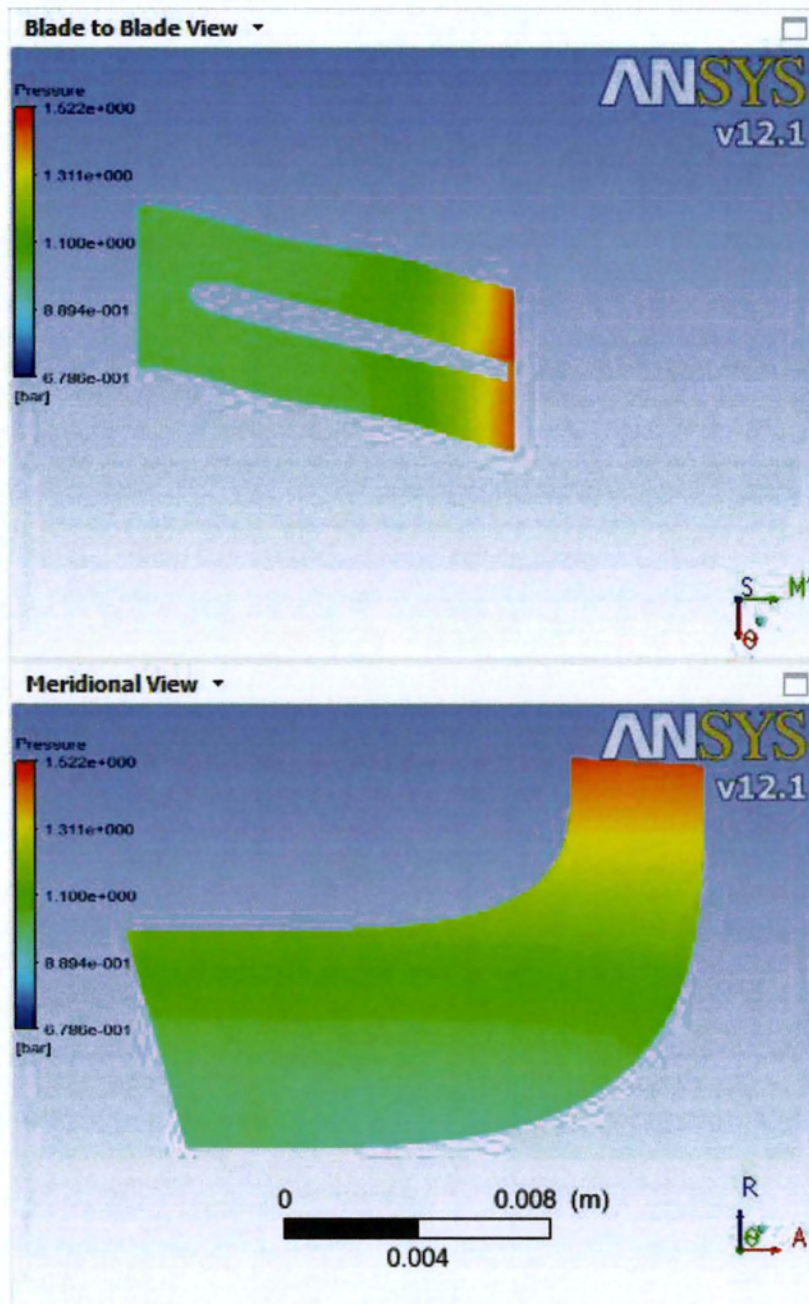 Blade to Blade View
ANSYS
v12.1
Pressure
1.622e+000
1.311e+000
1.100e+000
8.894e-001
6.786e-001
[bar]
S
M'
θ
Meridional View
ANSYS
v12.1
Pressure
1.522e+000
1.311e+000
1.100e+000
8.894e-001
6.786e-001
[bar]
0 0.008 (m)
0.004
R
θ
A